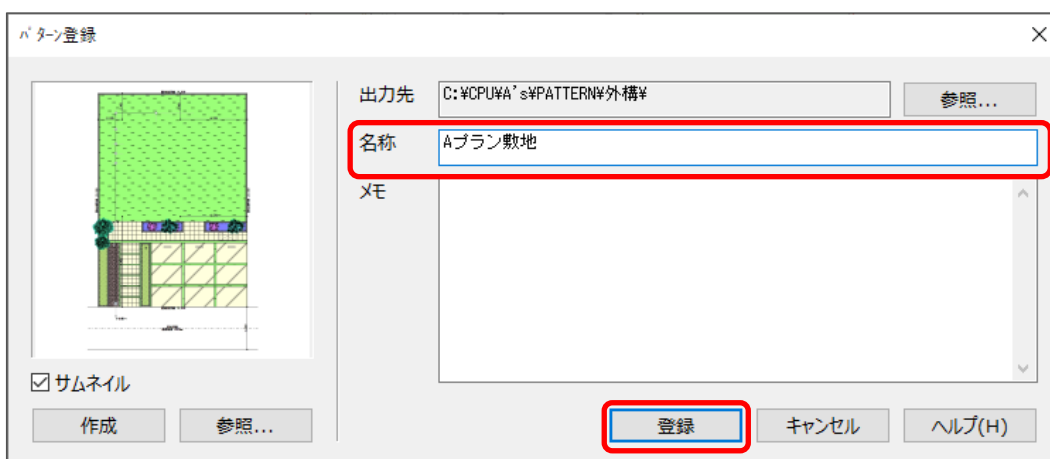 パターン登録
出力先 C:¥CPU¥A's¥PATTERN¥外構¥ 参照...
名称 Aプラン敷地
メモ
サムネイル
作成 参照...
登録 キャンセル ヘルプ(H)